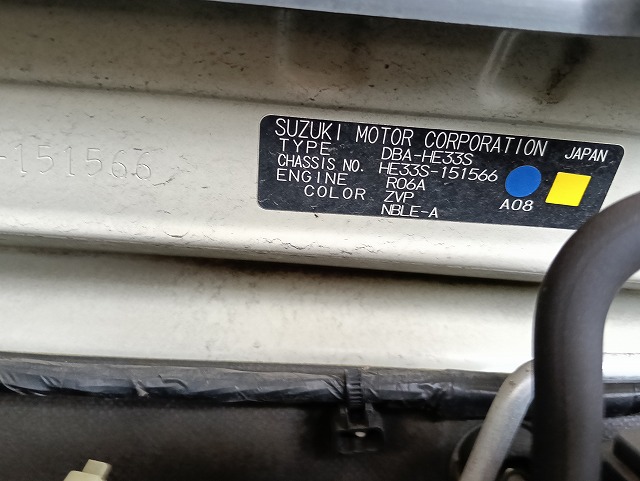 -151566
SUZUKI MOTOR CORPORATION JAPAN
TYPE DBA-HE33S
CHASSIS NO. HE33S-151566
ENGINE R06A
COLOR ZVP
NBLE-A
A08